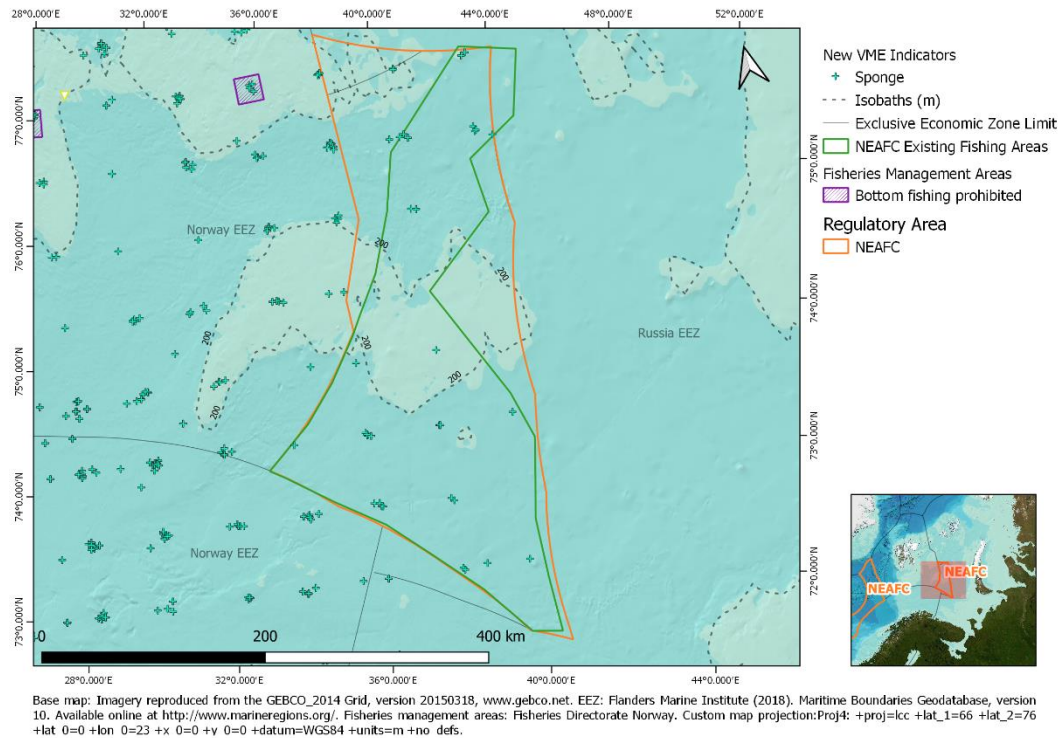 28°0.000'E 32°0.000'E 36°0.000'E 40°0.000'E 44°0.000'E 48°0.000'E 52°0.000'E
New VME Indicators
Sponge
Isobaths (m)
Exclusive Economic Zone Limit
NEAFC Existing Fishing Areas
Fisheries Management Areas
Bottom fishing prohibited
Regulatory Area
NEAFC
77°0.000'N
75°0.000'N
Norway EEZ
200
76°0.000'N
200
74°0.000'N
Russia EEZ
200
200
75°0.000'N
200
200
73°0.000'N
74°0.000'N
Norway EEZ
72°0.000'N
NEAFC
NEAFC
73°0.000'N
0 200 400 km
28°0.000'E 32°0.000'E 36°0.000'E 40°0.000'E 44°0.000'E
Base map: Imagery reproduced from the GEBCO_2014 Grid, version 20150318, www.gebco.net. EEZ: Flanders Marine Institute (2018). Maritime Boundaries Geodatabase, version
10. Available online at http://www.marineregions.org/. Fisheries management areas: Fisheries Directorate Norway. Custom map projection:Proj4: +proj=lcc +lat_1=66 +lat_2=76
+lat_0=0 +lon_0=23 +x_0=0 +y_0=0 +datum=WGS84 +units=m +no_defs.